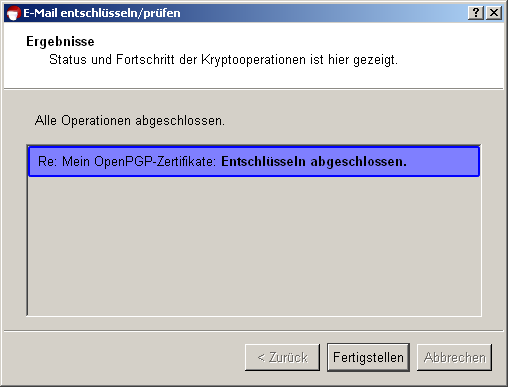 E-Mail entschlüsseln/prüfen
Ergebnisse
Status und Fortschritt der Kryptooperationen ist hier gezeigt.
Alle Operationen abgeschlossen.
Re: Mein OpenPGP-Zertifikate: Entschlüsseln abgeschlossen.
< Zurück
Fertigstellen
Abbrechen